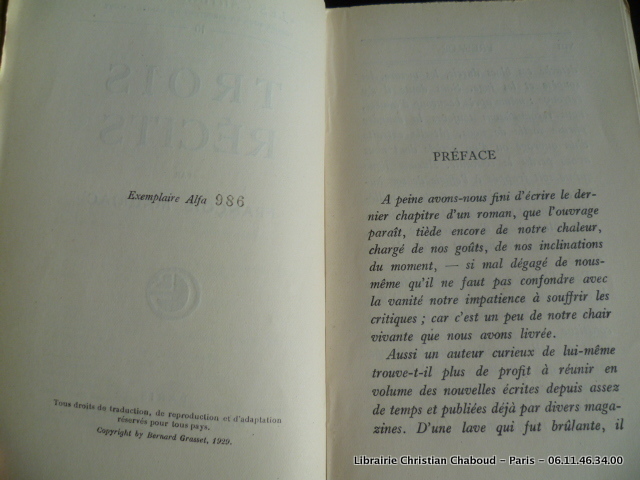 TROIS
RÉCITS
Exemplaire Alfa 986
Tous droits de traduction, de reproduction et d'adaptation
réservés pour tous pays.
Copyright by Bernard Grasset, 1929.
PRÉFACE
A peine avons-nous fini d'écrire le der-
nier chapitre d'un roman, que l'ouvrage
paraît, tiède encore de notre chaleur,
chargé de nos goûts, de nos inclinations
du moment, — si mal dégagé de nous-
même qu'il ne faut pas confondre avec
la vanité notre impatience à souffrir les
critiques ; car c'est un peu de notre chair
vivante que nous avons livrée.
Aussi un auteur curieux de lui-même
trouve-t-il plus de profit à réunir en
volume des nouvelles écrites depuis assez
de temps et publiées déjà par divers maga-
zines. D'une lave qui fut brûlante, il
Librairie Christian Chaboud - Paris - 06.11.46.34.00